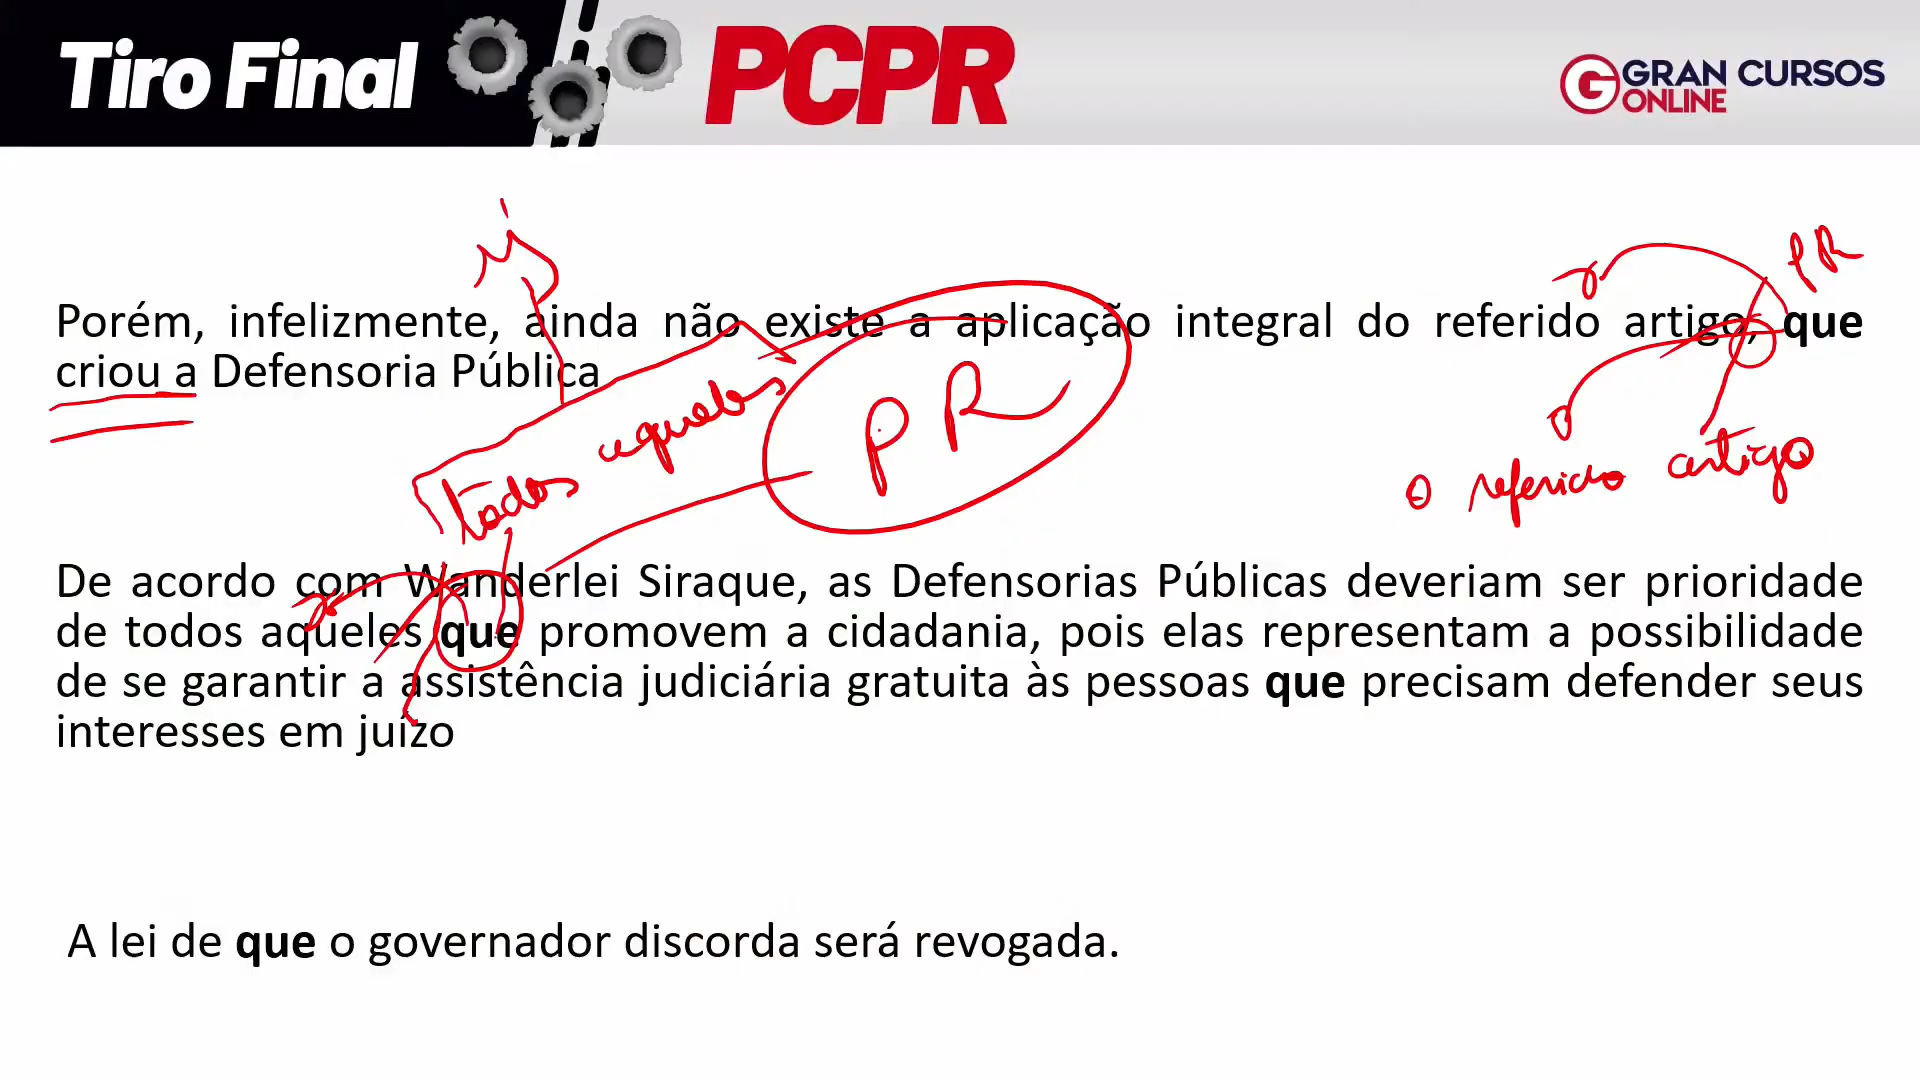 Tiro Final PCPR GRAN CURSOS
ONLINE
PR
Porém, infelizmente, ainda não existe a aplicação integral do referido artigo, que
criou a Defensoria Pública
PR
todos aqueles
o referido artigo
De acordo com Wanderlei Siraque, as Defensorias Públicas deveriam ser prioridade
de todos aqueles que promovem a cidadania, pois elas representam a possibilidade
de se garantir a assistência judiciária gratuita às pessoas que precisam defender seus
interesses em juízo
A lei de que o governador discorda será revogada.